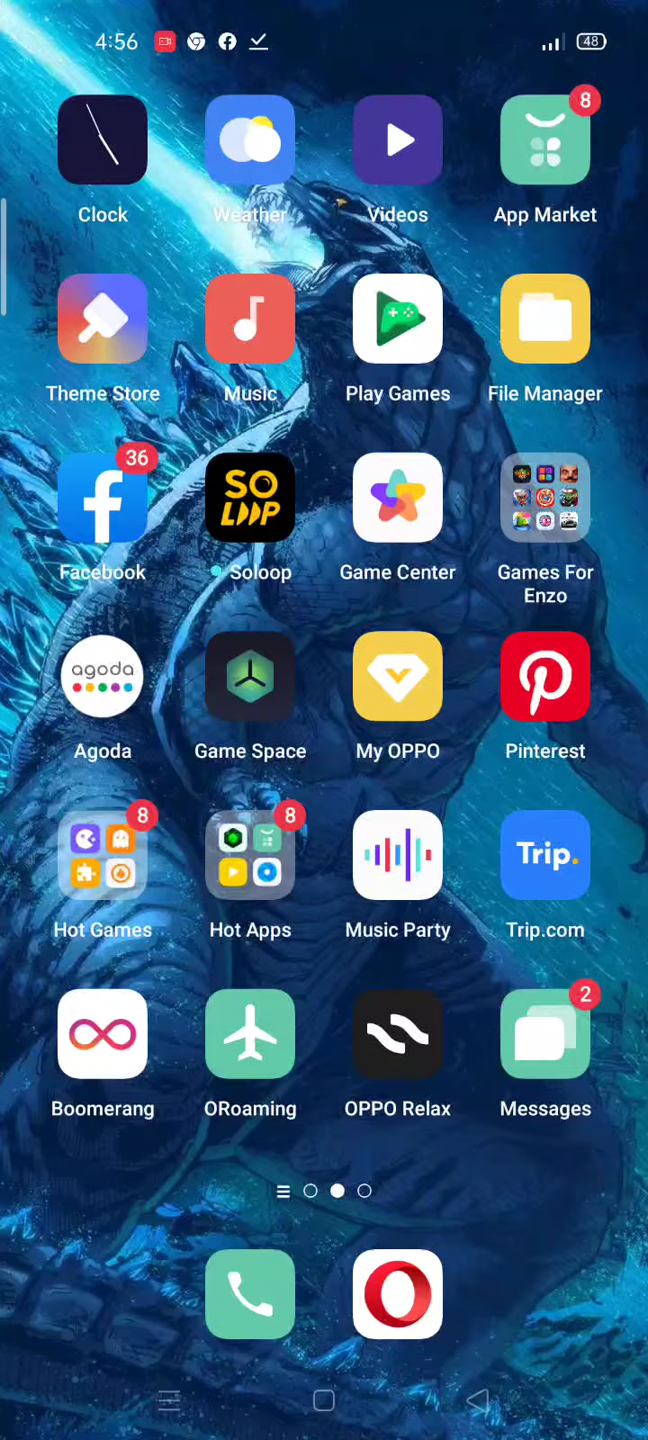 4:56 48
8
Clock Weather Videos App Market
Theme Store Music Play Games File Manager
36
SO
LOOP
Facebook Soloop Game Center Games For
Enzo
agoda
Agoda Game Space My OPPO Pinterest
8 8
Trip.
Hot Games Hot Apps Music Party Trip.com
2
Boomerang ORoaming OPPO Relax Messages